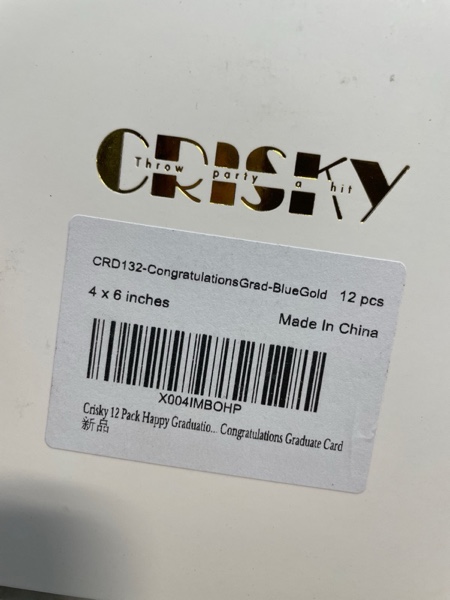 CRISKY
Throw party a hit
CRD132-CongratulationsGrad-BlueGold 12 pcs
4 x 6 inches
Made In China
X004IMBOHP
Crisky 12 Pack Happy Graduatio... Congratulations Graduate Card
新品